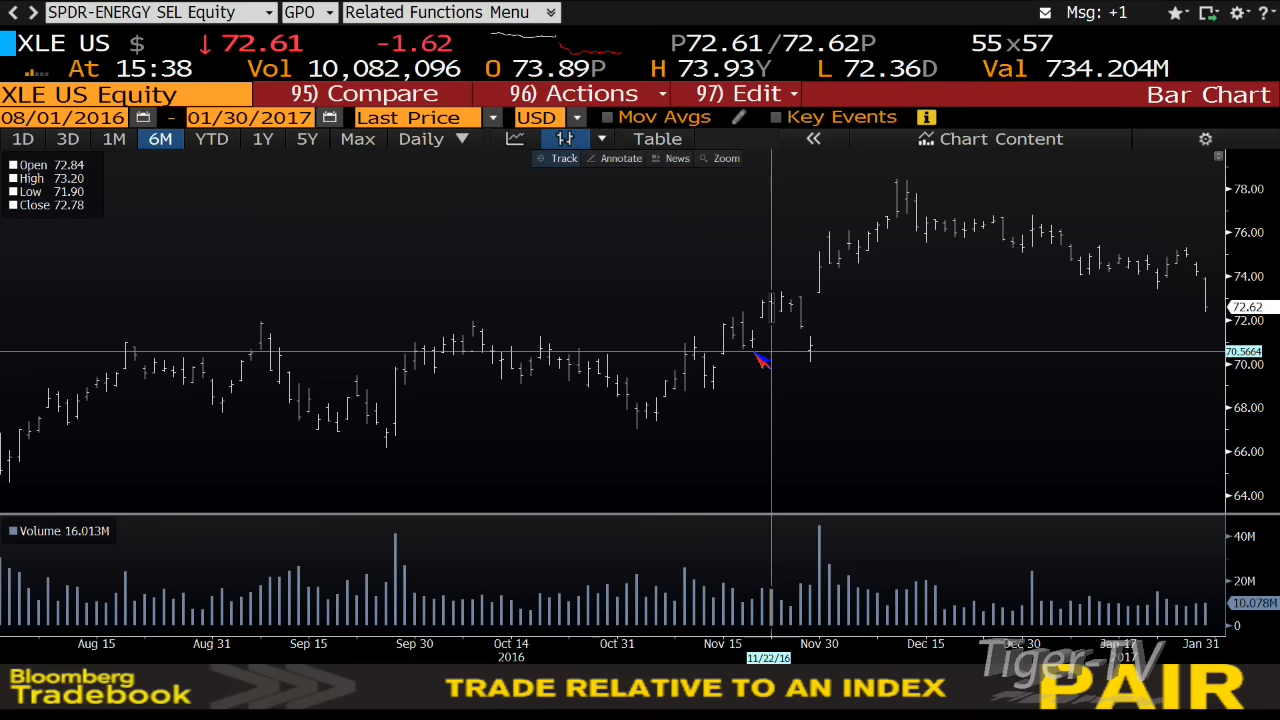 SPDR-ENERGY SEL Equity GPO Related Functions Menu Msg: +1 ?
XLE US $ ↓ 72.61 -1.62 P72.61/72.62P 55x57
At 15:38 Vol 10,082,096 O 73.89P H 73.93Y L 72.36D Val 734.204M
XLE US Equity 95) Compare 96) Actions 97) Edit Bar Chart
08/01/2016 - 01/30/2017 Last Price USD Mov Avgs Key Events i
1D 3D 1M 6M YTD 1Y 5Y Max Daily ▼ Table « Chart Content
Track Annotate News Zoom
Open 72.84
High 73.20
Low 71.90
Close 72.78
78.00
76.00
74.00
72.62
72.00
70.5664
70.00
68.00
66.00
64.00
Volume 16.013M
40M
20M
10.078M
0
Aug 15 Aug 31 Sep 15 Sep 30 Oct 14 Oct 31 Nov 15 Nov 30 Dec 15 Dec 30 Jan 17 Jan 31
2016 11/22/16 2017
Tiger-TV
Bloomberg
Tradebook
TRADE RELATIVE TO AN INDEX
PAIR